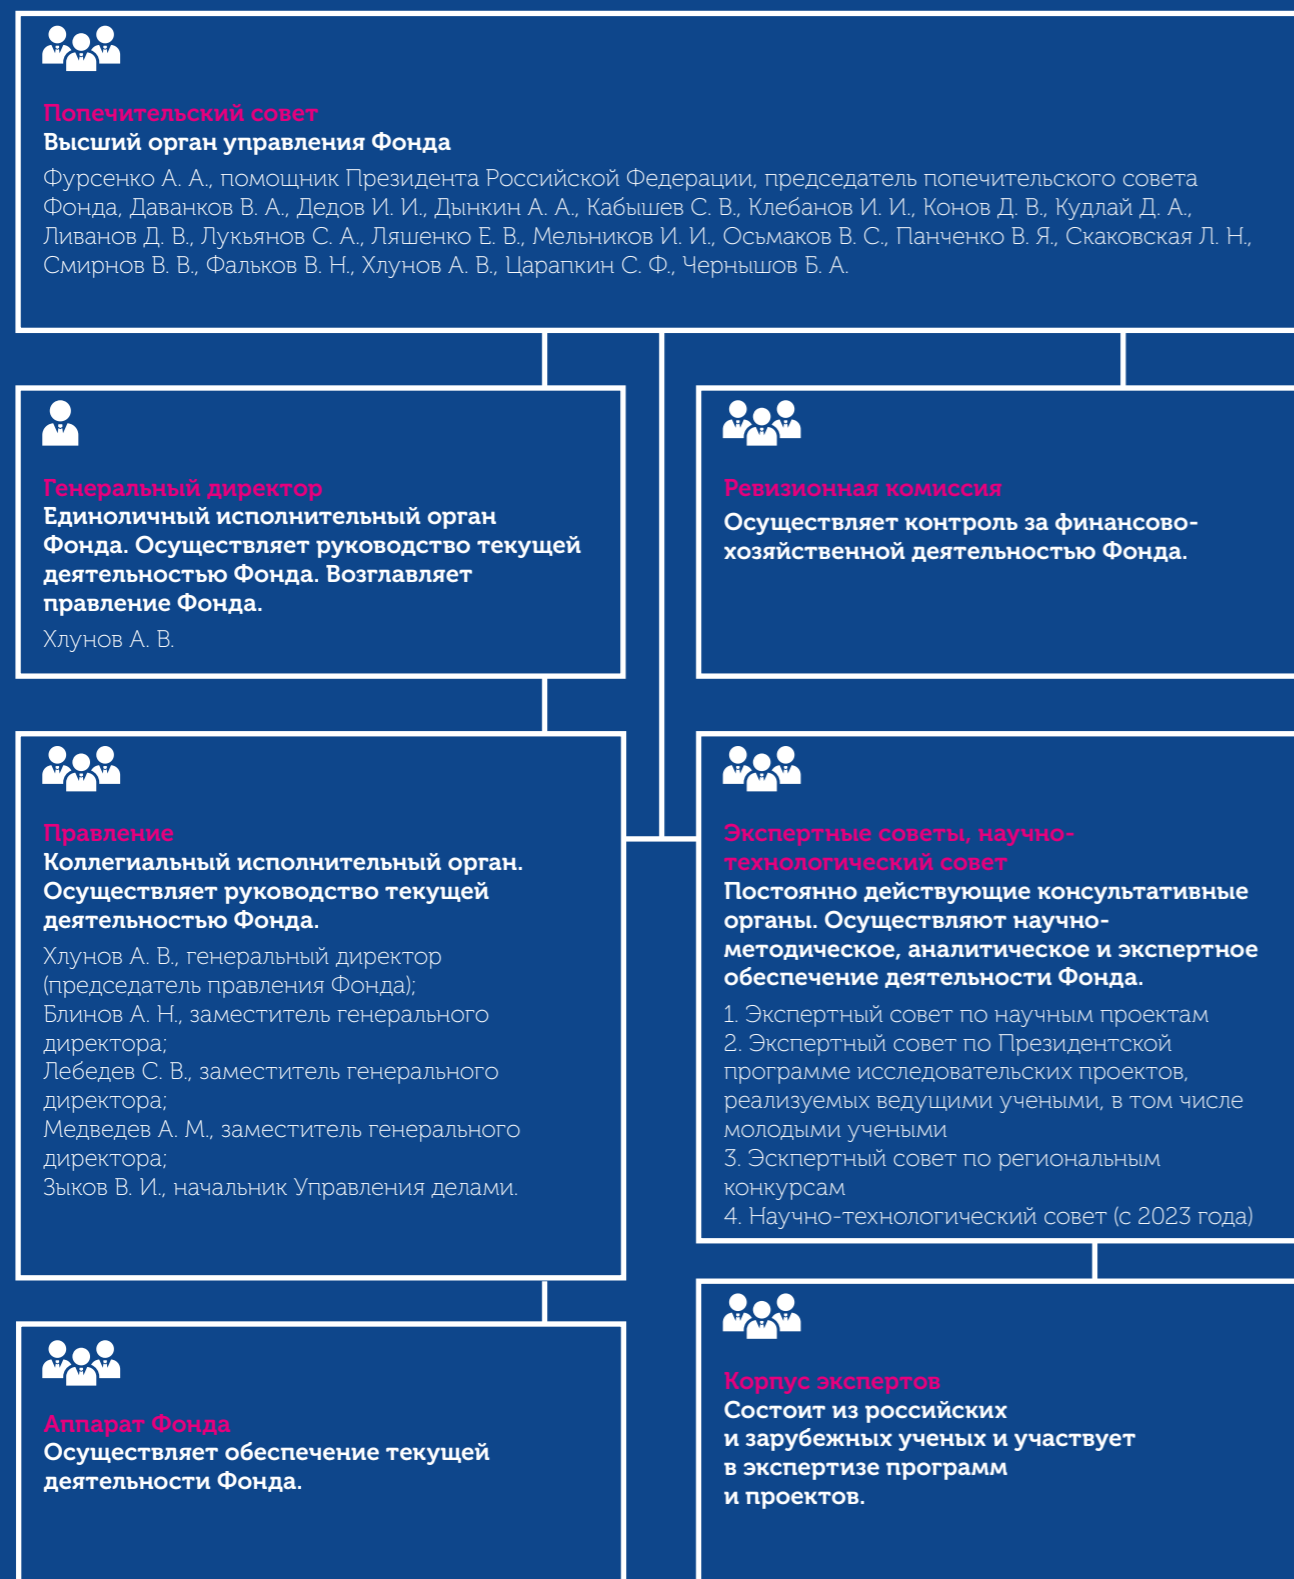 Попечительский совет
Высший орган управления Фонда
Фурсенко А. А., помощник Президента Российской Федерации, председатель попечительского совета
Фонда, Даванков В. А., Дедов И. И., Дынкин А. А., Кабышев С. В., Клебанов И. И., Конов Д. В., Кудлай Д. А.,
Ливанов Д. В., Лукьянов С. А., Ляшенко Е. В., Мельников И. И., Осьмаков В. С., Панченко В. Я., Скаковская Л. Н.,
Смирнов В. В., Фальков В. Н., Хлунов А. В., Царапкин С. Ф., Чернышов Б. А.
Генеральный директор
Единоличный исполнительный орган
Фонда. Осуществляет руководство текущей
деятельностью Фонда. Возглавляет
правление Фонда.
Хлунов А. В.
Ревизионная комиссия
Осуществляет контроль за финансово-
хозяйственной деятельностью Фонда.
Правление
Коллегиальный исполнительный орган.
Осуществляет руководство текущей
деятельностью Фонда.
Хлунов А. В., генеральный директор
(председатель правления Фонда);
Блинов А. Н., заместитель генерального
директора;
Лебедев С. В., заместитель генерального
директора;
Медведев А. М., заместитель генерального
директора;
Зыков В. И., начальник Управления делами.
Экспертные советы, научно-
технологический совет
Постоянно действующие консультативные
органы. Осуществляют научно-
методическое, аналитическое и экспертное
обеспечение деятельности Фонда.
1. Экспертный совет по научным проектам
2. Экспертный совет по Президентской
программе исследовательских проектов,
реализуемых ведущими учеными, в том числе
молодыми учеными
3. Эскпертный совет по региональным
конкурсам
4. Научно-технологический совет (с 2023 года)
Аппарат Фонда
Осуществляет обеспечение текущей
деятельности Фонда.
Корпус экспертов
Состоит из российских
и зарубежных ученых и участвует
в экспертизе программ
и проектов.